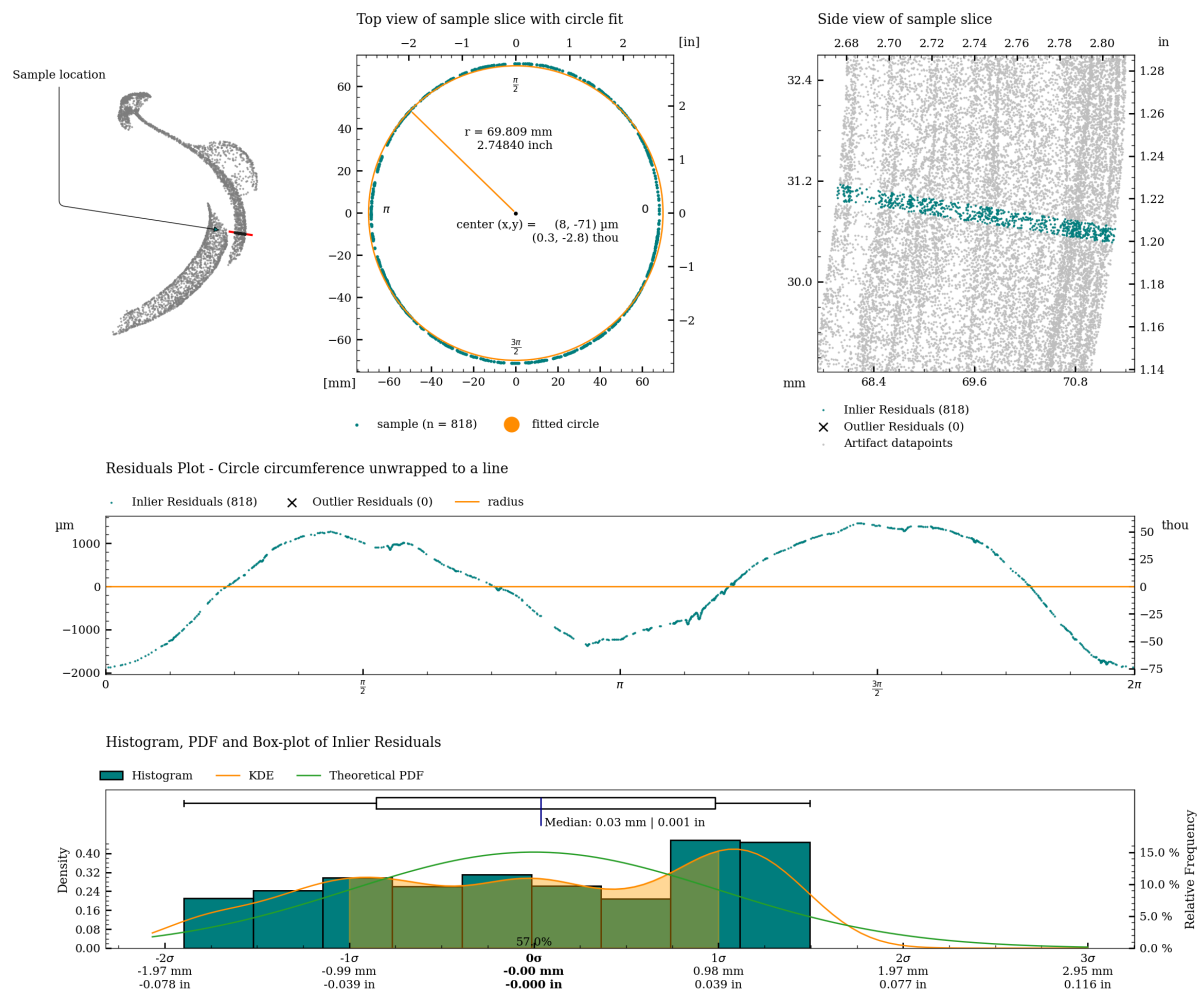 Sample location
Top view of sample slice with circle fit
−2 −1 0 1 2 [in]
60
40
20
0
−20
−40
−60
π/2
r = 69.809 mm
2.74840 inch
π
0
center (x,y) = (8, -71) µm
(0.3, -2.8) thou
3π/2
2
1
0
−1
−2
[mm] −60 −40 −20 0 20 40 60
sample (n = 818) fitted circle
Side view of sample slice
2.68 2.70 2.72 2.74 2.76 2.78 2.80 in
32.4
31.2
30.0
1.28
1.26
1.24
1.22
1.20
1.18
1.16
1.14
mm 68.4 69.6 70.8
Inlier Residuals (818)
Outlier Residuals (0)
Artifact datapoints
Residuals Plot - Circle circumference unwrapped to a line
Inlier Residuals (818) Outlier Residuals (0) radius
µm
1000
0
−1000
−2000
thou
50
25
0
−25
−50
−75
0 π/2 π 3π/2 2π
Histogram, PDF and Box-plot of Inlier Residuals
Histogram KDE Theoretical PDF
Median: 0.03 mm | 0.001 in
Density
0.40
0.32
0.24
0.16
0.08
0.00
57.0%
15.0 %
10.0 %
5.0 %
0.0 %
Relative Frequency
-2σ -1σ 0σ 1σ 2σ 3σ
-1.97 mm -0.99 mm -0.00 mm 0.98 mm 1.97 mm 2.95 mm
-0.078 in -0.039 in -0.000 in 0.039 in 0.077 in 0.116 in